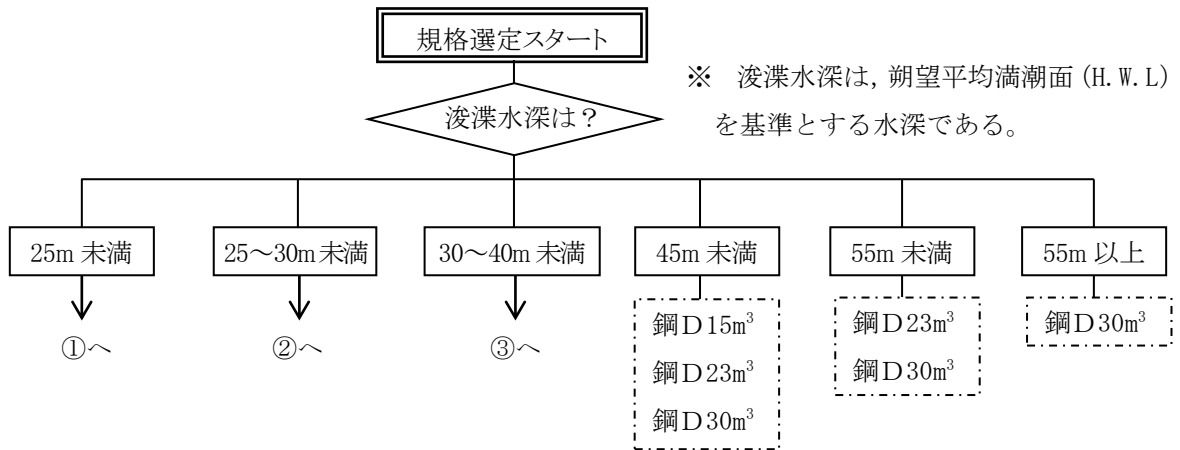 規格選定スタート
※　浚渫水深は，朔望平均満潮面(H.W.L)
を基準とする水深である。
浚渫水深は？
25m 未満
25～30m 未満
30～40m 未満
45m 未満
55m 未満
55m 以上
①へ
②へ
③へ
鋼Ｄ15m³
鋼Ｄ23m³
鋼Ｄ30m³
鋼Ｄ23m³
鋼Ｄ30m³
鋼Ｄ30m³